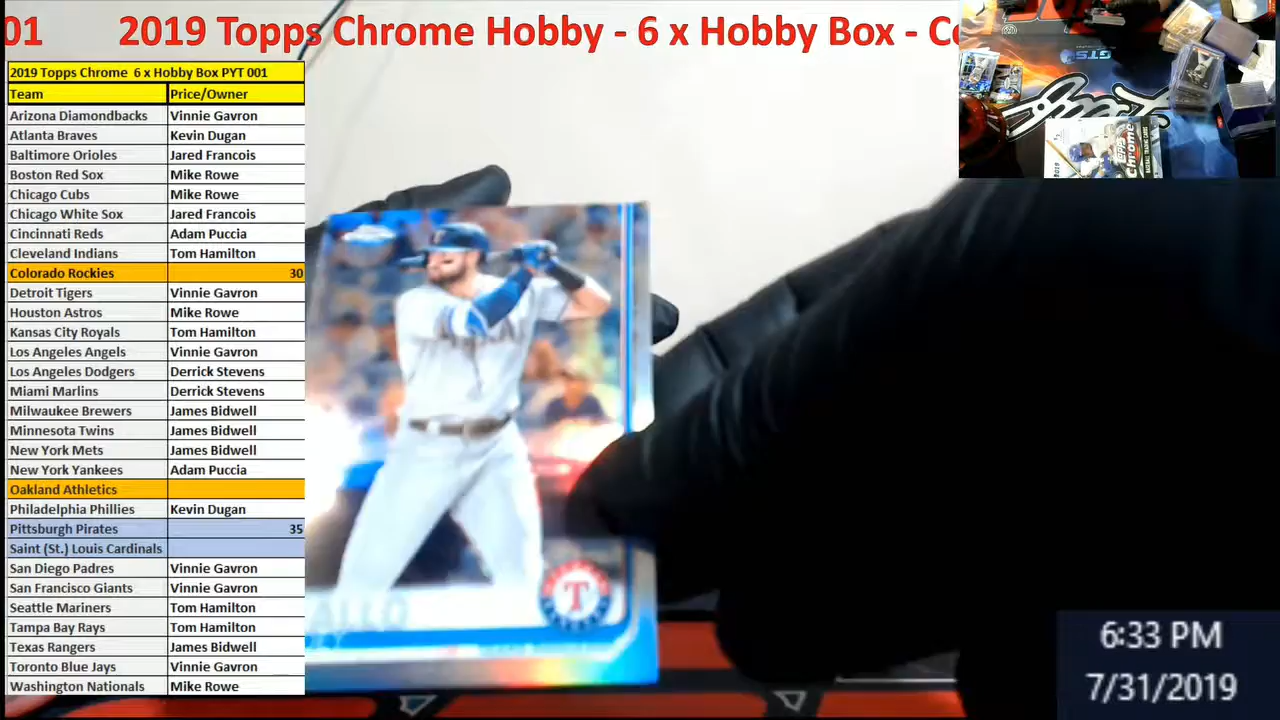 01 2019 Topps Chrome Hobby - 6 x Hobby Box - C
2019 Topps Chrome 6 x Hobby Box PYT 001
Team Price/Owner
Arizona Diamondbacks Vinnie Gavron
Atlanta Braves Kevin Dugan
Baltimore Orioles Jared Francois
Boston Red Sox Mike Rowe
Chicago Cubs Mike Rowe
Chicago White Sox Jared Francois
Cincinnati Reds Adam Puccia
Cleveland Indians Tom Hamilton
Colorado Rockies 30
Detroit Tigers Vinnie Gavron
Houston Astros Mike Rowe
Kansas City Royals Tom Hamilton
Los Angeles Angels Vinnie Gavron
Los Angeles Dodgers Derrick Stevens
Miami Marlins Derrick Stevens
Milwaukee Brewers James Bidwell
Minnesota Twins James Bidwell
New York Mets James Bidwell
New York Yankees Adam Puccia
Oakland Athletics
Philadelphia Phillies Kevin Dugan
Pittsburgh Pirates 35
Saint (St.) Louis Cardinals
San Diego Padres Vinnie Gavron
San Francisco Giants Vinnie Gavron
Seattle Mariners Tom Hamilton
Tampa Bay Rays Tom Hamilton
Texas Rangers James Bidwell
Toronto Blue Jays Vinnie Gavron
Washington Nationals Mike Rowe
GTS
chrome
ALLO
T
6:33 PM
7/31/2019